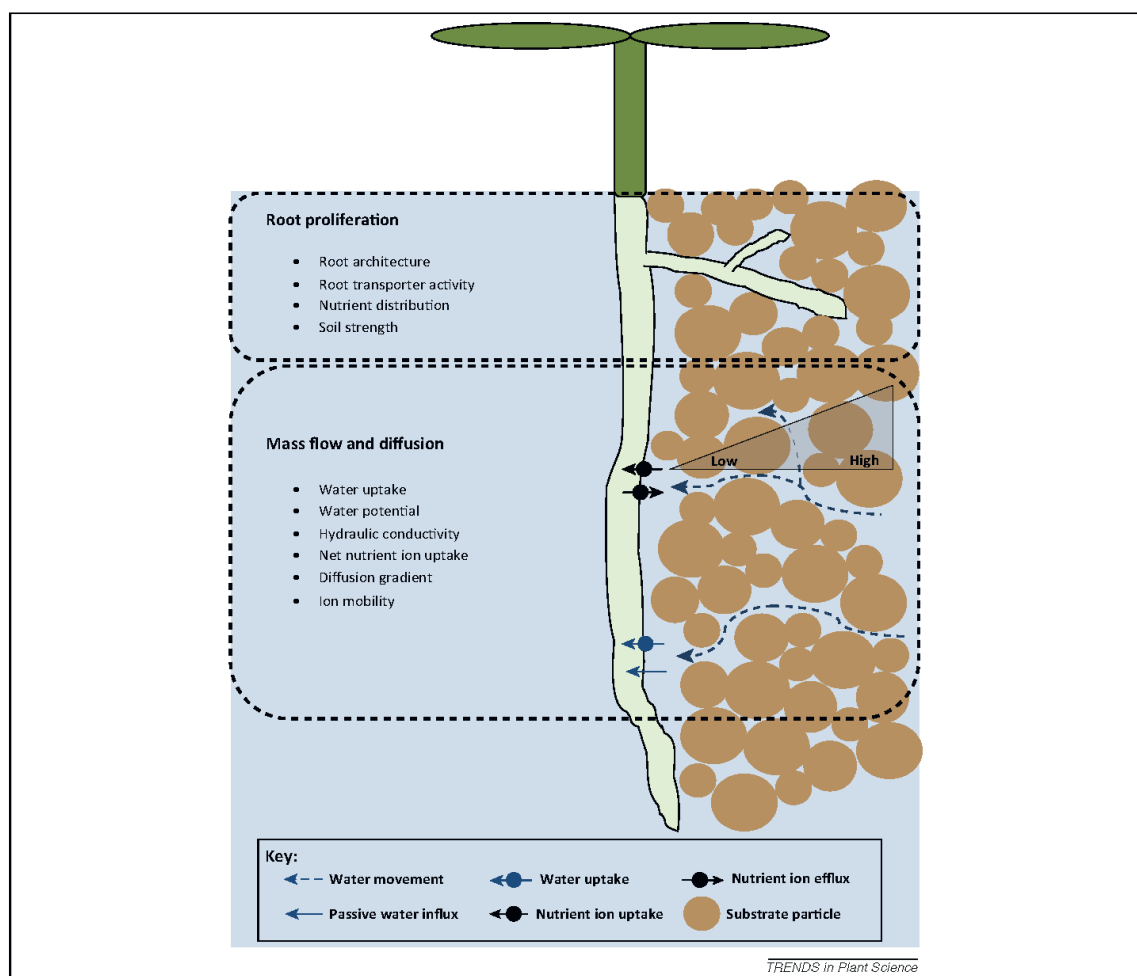 Root proliferation
• Root architecture
• Root transporter activity
• Nutrient distribution
• Soil strength
Mass flow and diffusion
• Water uptake
• Water potential
• Hydraulic conductivity
• Net nutrient ion uptake
• Diffusion gradient
• Ion mobility
Low High
Key:
Water movement Water uptake Nutrient ion efflux
Passive water influx Nutrient ion uptake Substrate particle
TRENDS in Plant Science